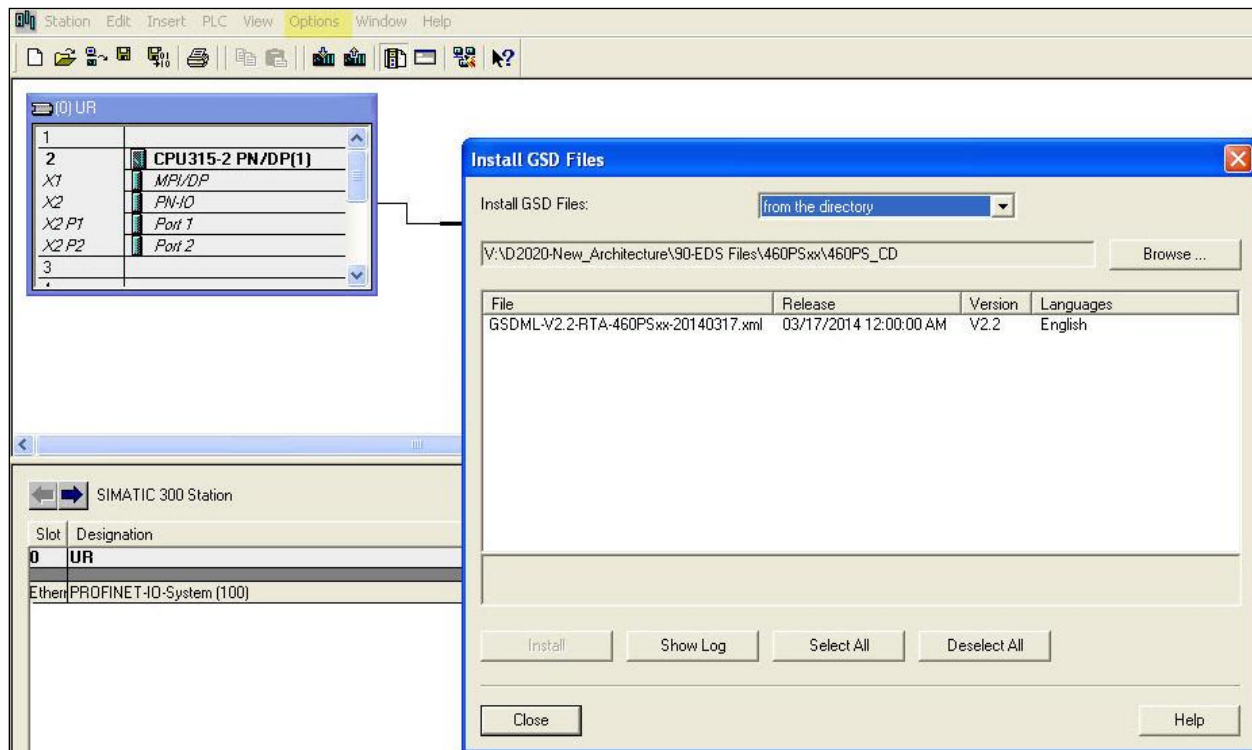 Station Edit Insert PLC View Options Window Help
(0) UR
1
2 CPU315-2 PN/DP(1)
X1 MPI/DP
X2 PN-IO
X2 P1 Port 1
X2 P2 Port 2
3
Install GSD Files
Install GSD Files: from the directory
V:\D2020-New_Architecture\90-EDS Files\460PSxx\460PS_CD Browse ...
File Release Version Languages
GSDML-V2.2-RTA-460PSxx-20140317.xml 03/17/2014 12:00:00 AM V2.2 English
SIMATIC 300 Station
Slot Designation
0 UR
Ethern PROFINET-IO-System (100)
Install Show Log Select All Deselect All
Close Help